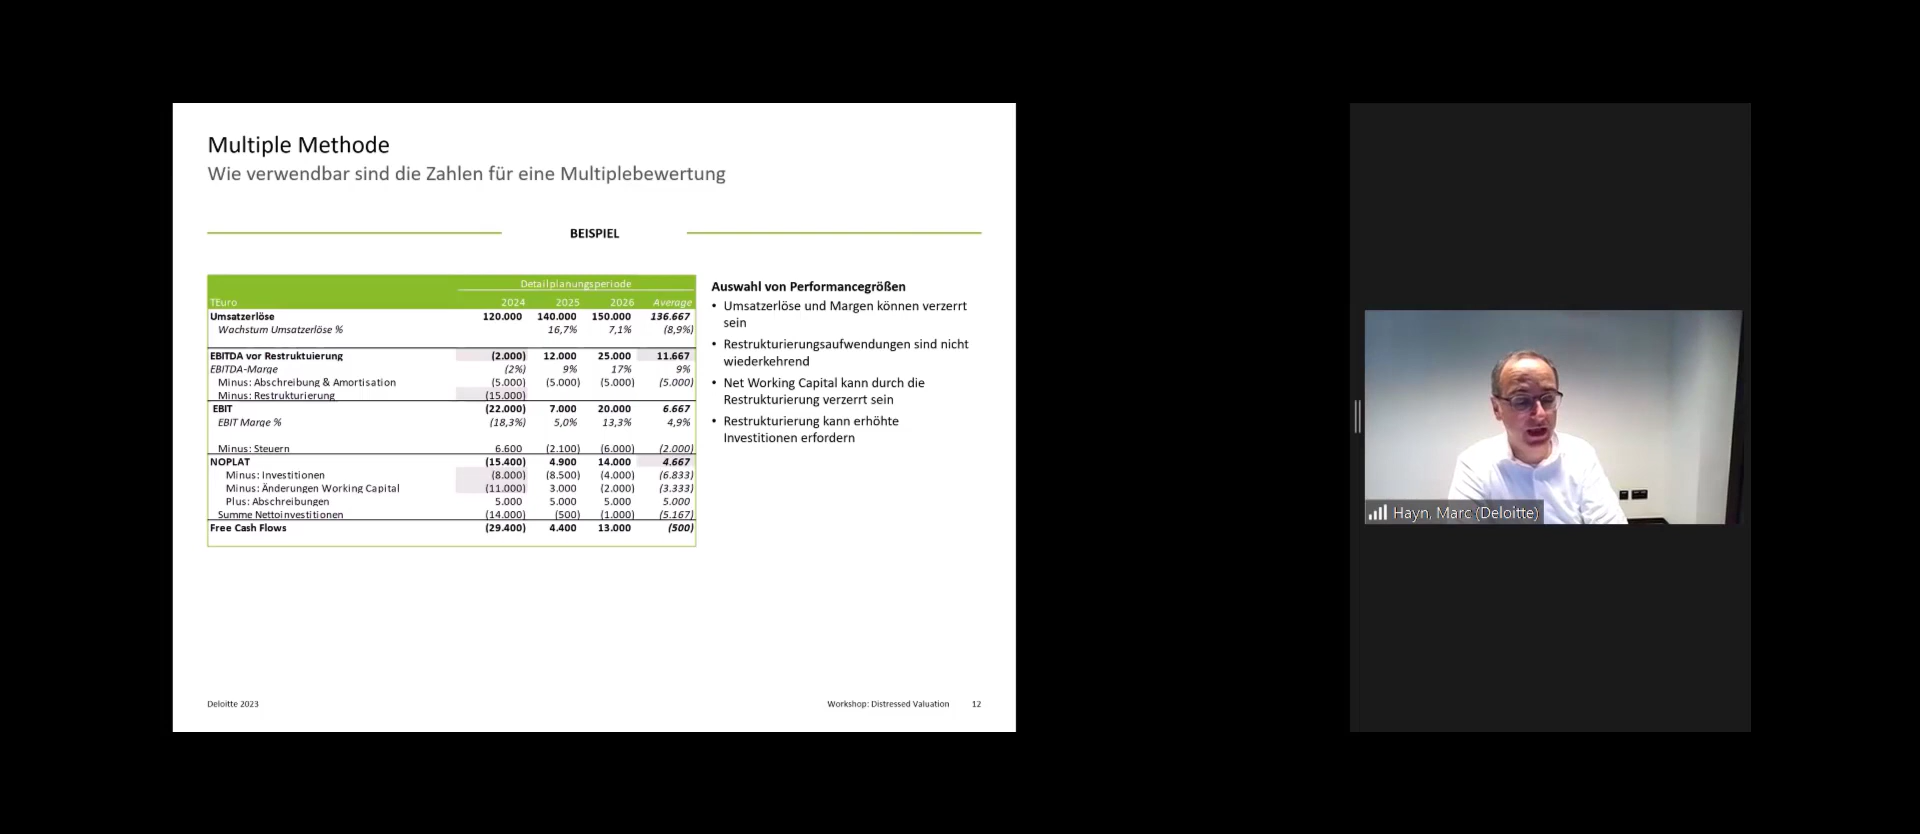 Multiple Methode
Wie verwendbar sind die Zahlen für eine Multiplebewertung
BEISPIEL
Detailplanungsperiode
TEuro 2024 2025 2026 Average
Umsatzerlöse 120.000 140.000 150.000 136.667
Wachstum Umsatzerlöse % 16,7% 7,1% (8,9%)
EBITDA vor Restruktuierung (2.000) 12.000 25.000 11.667
EBITDA-Marge (2%) 9% 17% 9%
Minus: Abschreibung & Amortisation (5.000) (5.000) (5.000) (5.000)
Minus: Restrukturierung (15.000)
EBIT (22.000) 7.000 20.000 6.667
EBIT Marge % (18,3%) 5,0% 13,3% 4,9%
Minus: Steuern 6.600 (2.100) (6.000) (2.000)
NOPLAT (15.400) 4.900 14.000 4.667
Minus: Investitionen (8.000) (8.500) (4.000) (6.833)
Minus: Änderungen Working Capital (11.000) 3.000 (2.000) (3.333)
Plus: Abschreibungen 5.000 5.000 5.000 5.000
Summe Nettoinvestitionen (14.000) (500) (1.000) (5.167)
Free Cash Flows (29.400) 4.400 13.000 (500)
Auswahl von Performancegrößen
• Umsatzerlöse und Margen können verzerrt
sein
• Restrukturierungsaufwendungen sind nicht
wiederkehrend
• Net Working Capital kann durch die
Restrukturierung verzerrt sein
• Restrukturierung kann erhöhte
Investitionen erfordern
Deloitte 2023
Workshop: Distressed Valuation 12
Hayn, Marc (Deloitte)